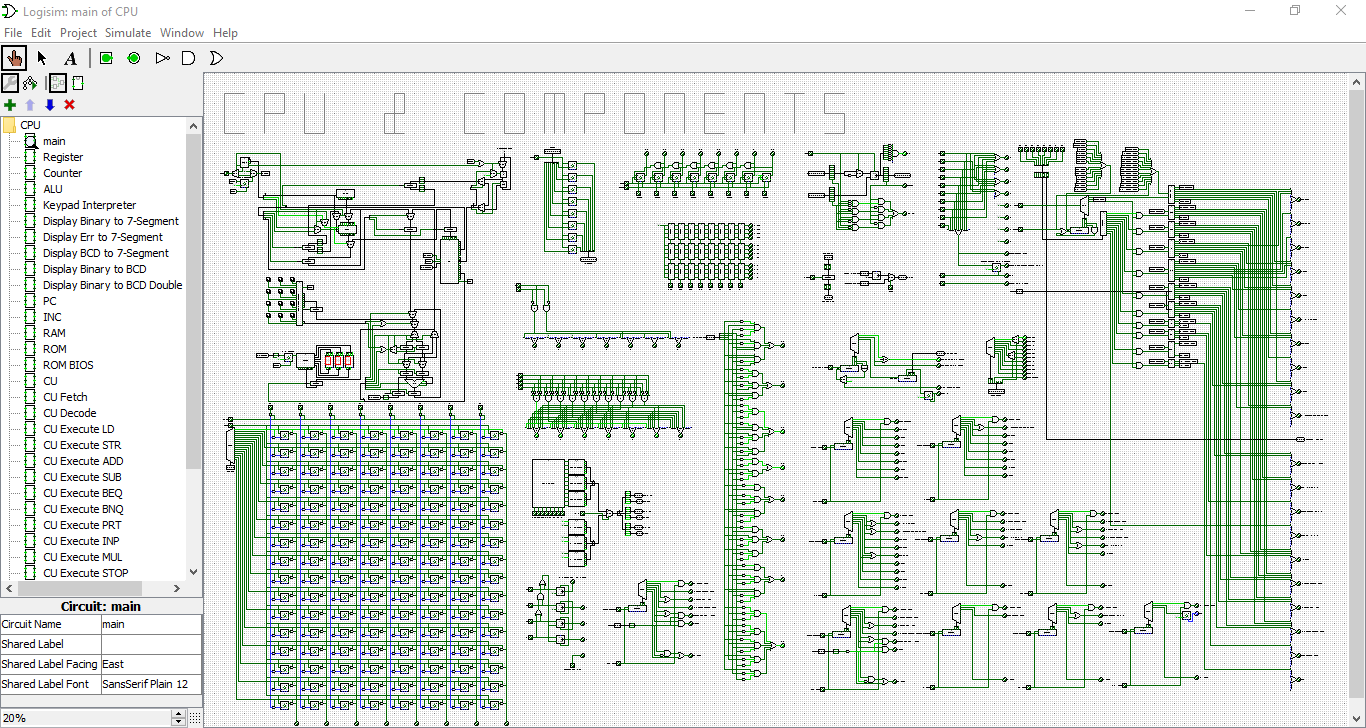 Logisim: main of CPU
File Edit Project Simulate Window Help
CPU & COMPONENTS
CPU
main
Register
Counter
ALU
Keypad Interpreter
Display Binary to 7-Segment
Display Err to 7-Segment
Display BCD to 7-Segment
Display Binary to BCD
Display Binary to BCD Double
PC
INC
RAM
ROM
ROM BIOS
CU
CU Fetch
CU Decode
CU Execute LD
CU Execute STR
CU Execute ADD
CU Execute SUB
CU Execute BEQ
CU Execute BNQ
CU Execute PRT
CU Execute INP
CU Execute MUL
CU Execute STOP
Circuit: main
Circuit Name main
Shared Label
Shared Label Facing East
Shared Label Font SansSerif Plain 12
20%